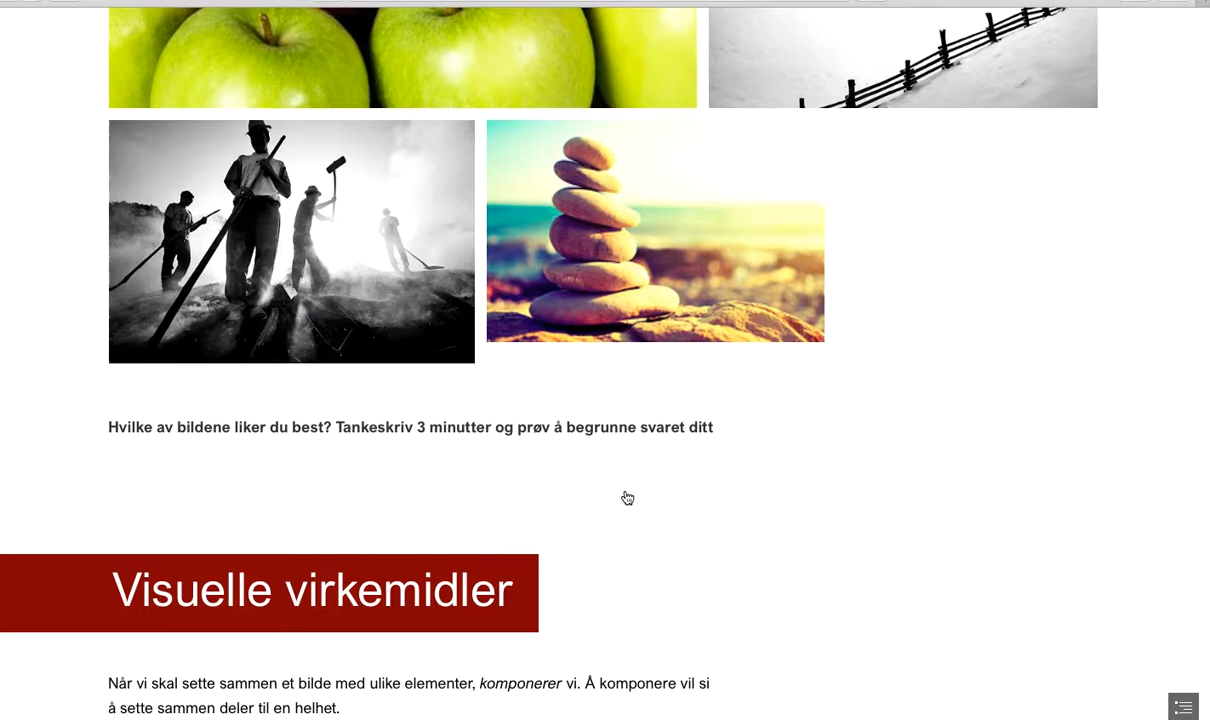 Hvilke av bildene liker du best? Tankeskriv 3 minutter og prøv å begrunne svaret ditt
Visuelle virkemidler
Når vi skal sette sammen et bilde med ulike elementer, komponerer vi. Å komponere vil si
å sette sammen deler til en helhet.